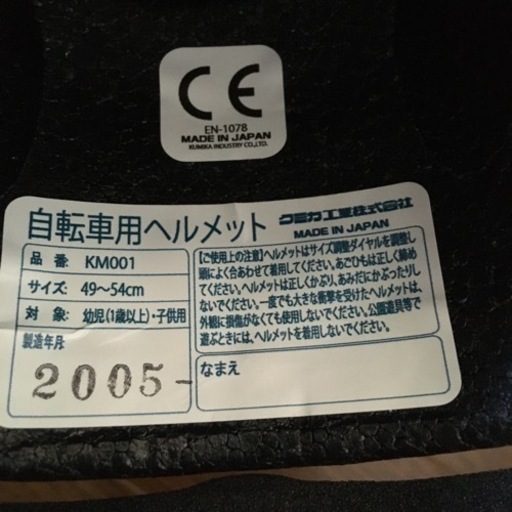 CE
EN-1078
MADE IN JAPAN
KUMIKA INDUSTRY CO.,LTD.
自転車用ヘルメット
クミカ工業株式会社
MADE IN JAPAN
品 番: KM001
サイズ: 49～54cm
対 象: 幼児(1歳以上)・子供用
製造年月:
2005-
【ご使用上の注意】ヘルメットはサイズ調整ダイヤルを調整し
頭によく合あわせて着用してください。あごひもは正しく締め
てください。ヘルメットは正しくかぶり、あみだにかぶったりし
ないでください。一度でも大きな衝撃を受けたヘルメットは、
外観に損傷がなくても使用しないでください。公園遊具等で
遊ぶときには、ヘルメットを着用しないでください。
なまえ